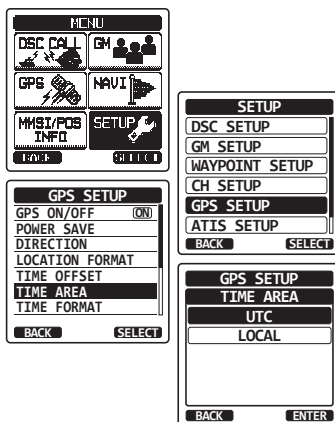 MENU
DSC CALL
GM
GPS
NAVI
MMSI/POS
INFO
SETUP
BACK
SELECT
SETUP
DSC SETUP
GM SETUP
WAYPOINT SETUP
CH SETUP
GPS SETUP
ATIS SETUP
BACK
SELECT
GPS SETUP
GPS ON/OFF ON
POWER SAVE
DIRECTION
LOCATION FORMAT
TIME OFFSET
TIME AREA
TIME FORMAT
BACK
SELECT
GPS SETUP
TIME AREA
UTC
LOCAL
BACK
ENTER